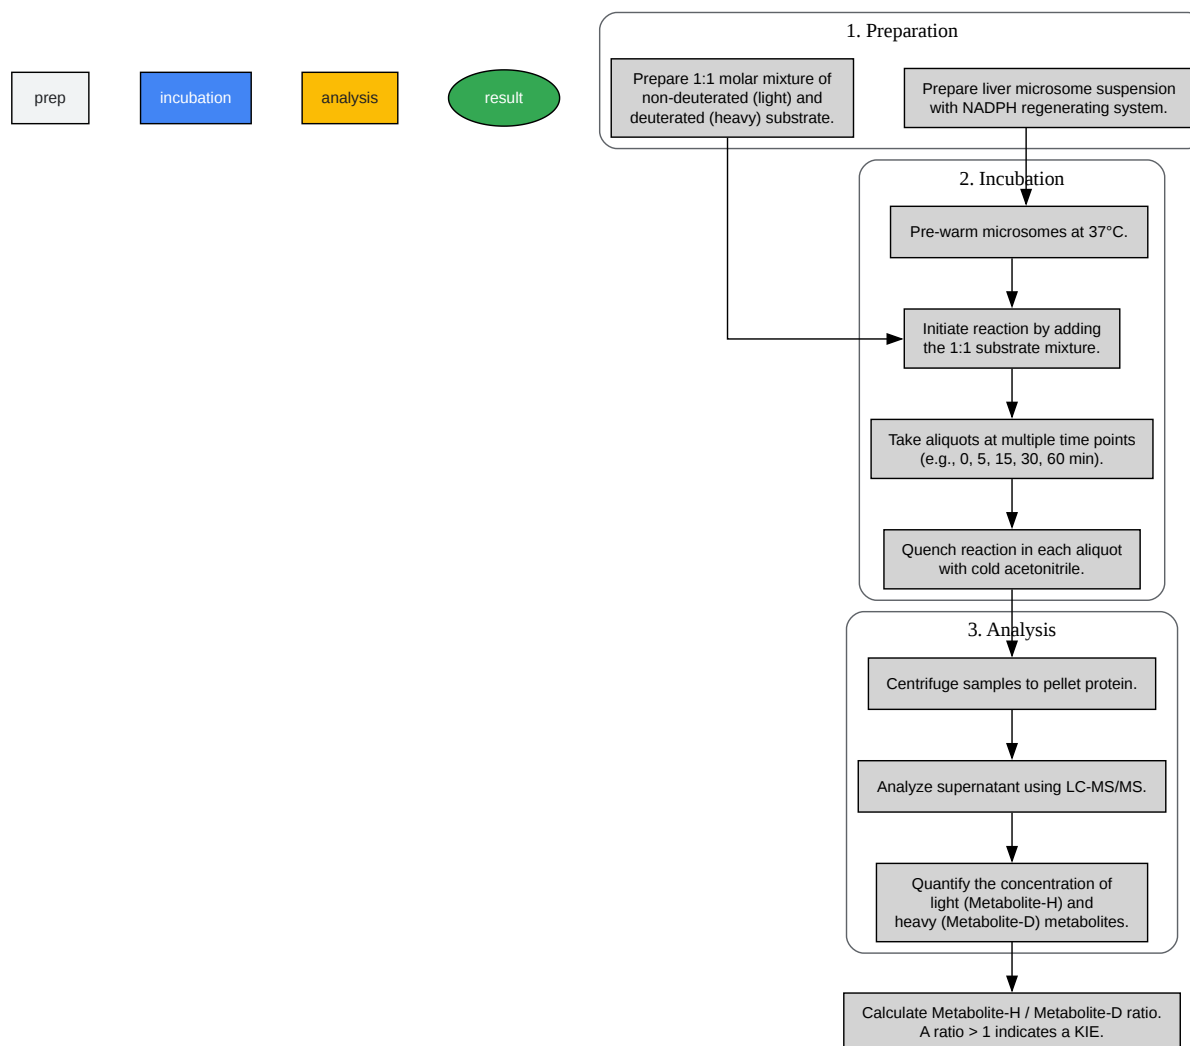 prep
incubation
analysis
result
1. Preparation
Prepare 1:1 molar mixture of
non-deuterated (light) and
deuterated (heavy) substrate.
Prepare liver microsome suspension
with NADPH regenerating system.
2. Incubation
Pre-warm microsomes at 37°C.
Initiate reaction by adding
the 1:1 substrate mixture.
Take aliquots at multiple time points
(e.g., 0, 5, 15, 30, 60 min).
Quench reaction in each aliquot
with cold acetonitrile.
3. Analysis
Centrifuge samples to pellet protein.
Analyze supernatant using LC-MS/MS.
Quantify the concentration of
light (Metabolite-H) and
heavy (Metabolite-D) metabolites.
Calculate Metabolite-H / Metabolite-D ratio.
A ratio > 1 indicates a KIE.